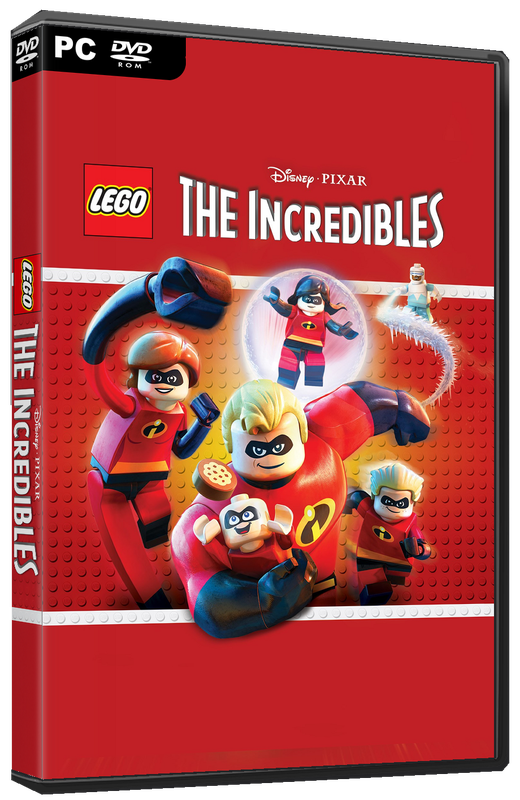 PC DVD
ROM
DVD
ROM
LEGO
Disney · PIXAR
THE INCREDIBLES
LEGO
Disney · PIXAR
THE INCREDIBLES